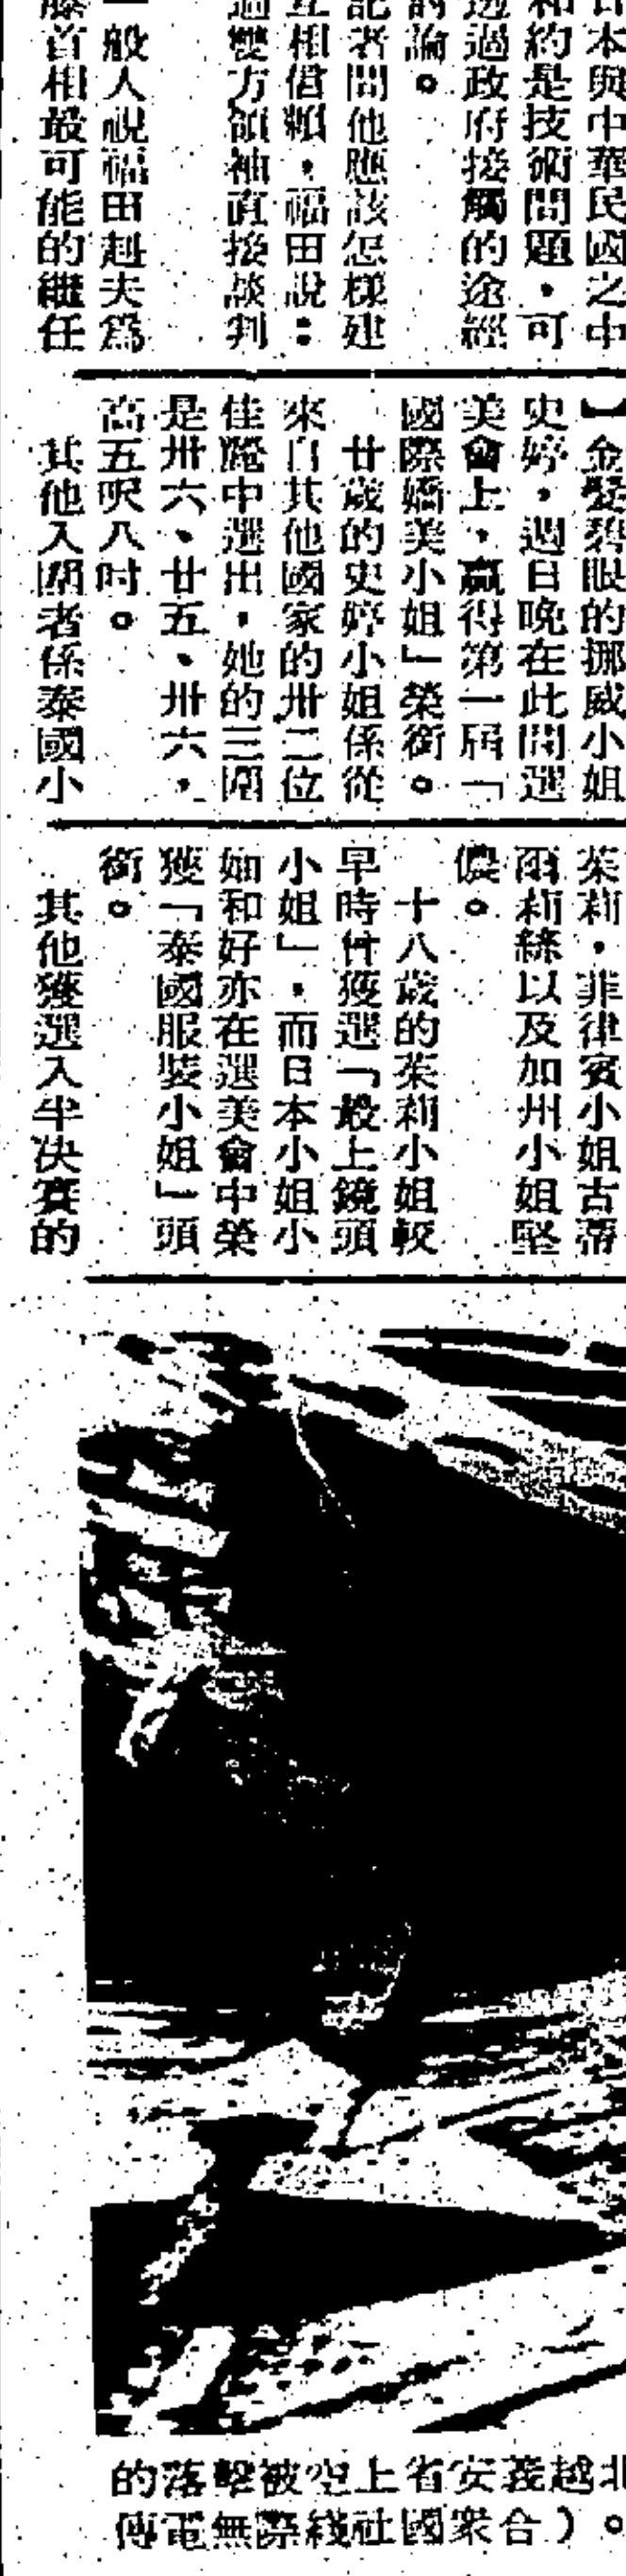 日本與中華民國之中
和約是技術問題，可
透過政府接觸的途經
討論。
記者問他應該怎樣建
互相信賴，福田說：
過雙方領袖直接談判
一般人視福田赳夫爲
藤首相最可能的繼任
】金髮碧眼的挪威小姐
史婷，週日晚在此間選
美會上，贏得第一屆「
國際嬌美小姐」榮銜。
廿歲的史婷小姐係從
來自其他國家的卅二位
佳麗中選出，她的三圍
是卅六、廿五、卅六，
高五呎八吋。
其他入圍者係泰國小
茱莉，菲律賓小姐古蒂
爾莉絲以及加州小姐堅
儂。
十八歲的茱莉小姐較
早時曾獲選「最上鏡頭
小姐」，而日本小姐小
如和好亦在選美會中榮
獲「泰國服裝小姐」頭
銜。
其他獲選入半決賽的
北越義安省上空被擊落的
。（合衆國社綫際無電傳